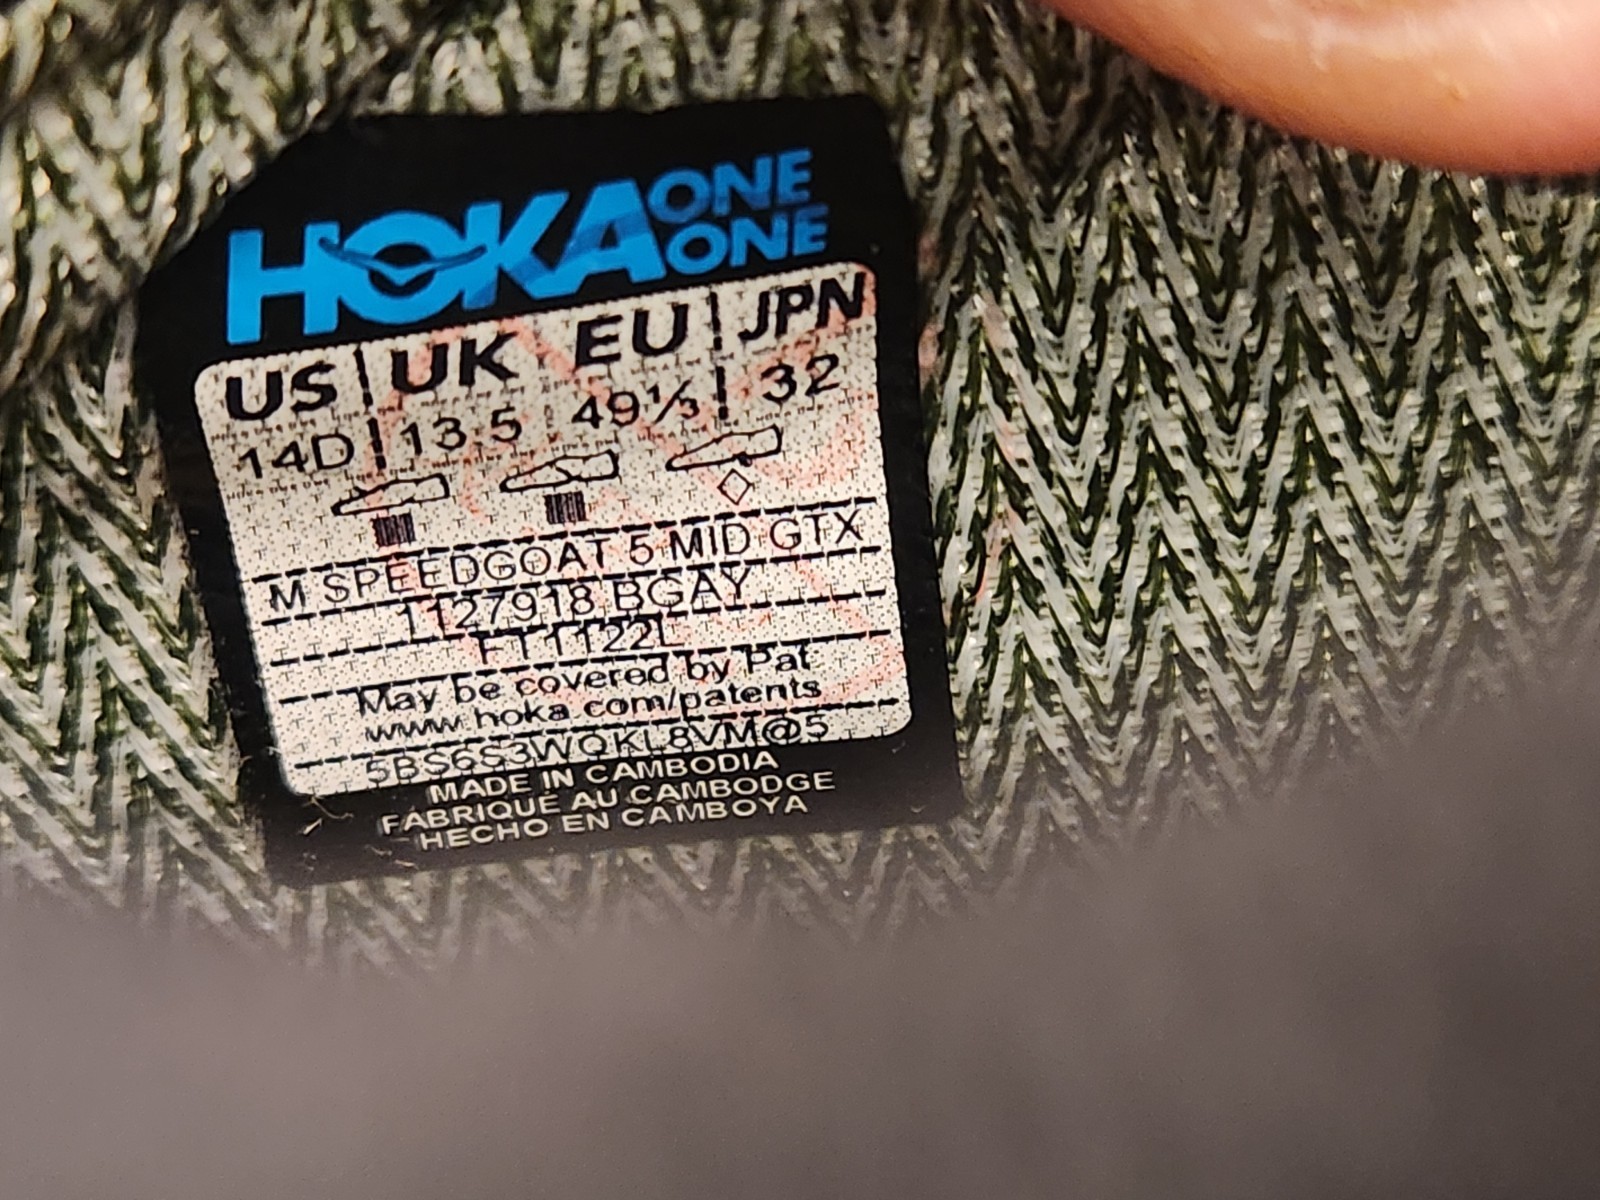 HOKA ONE ONE
US | UK EU | JPN
14D | 13.5 49⅓ | 32
M SPEEDGOAT 5 MID GTX
1127918 BGAY
FT1122L
May be covered by Pat
www.hoka.com/patents
5BS6S3WQKL8VM@5
MADE IN CAMBODIA
FABRIQUÉ AU CAMBODGE
HECHO EN CAMBOYA